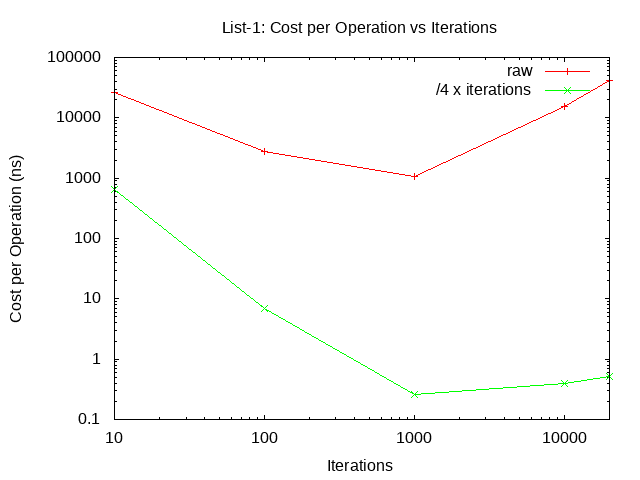 List-1: Cost per Operation vs Iterations
100000
10000
1000
100
10
1
0.1
Cost per Operation (ns)
raw
/4 x iterations
10
100
1000
10000
Iterations